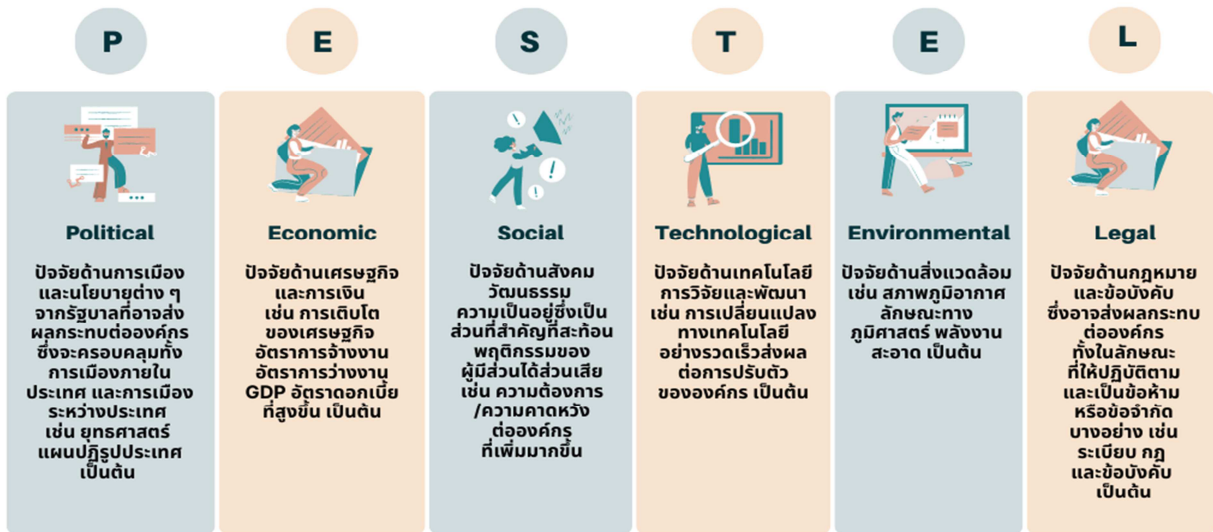 P
E
S
T
E
L
Political
ปัจจัยด้านการเมือง
และนโยบายต่าง ๆ
จากรัฐบาลที่อาจส่ง
ผลกระทบต่อองค์กร
ซึ่งจะครอบคลุมทั้ง
การเมืองภายใน
ประเทศ และการเมือง
ระหว่างประเทศ
เช่น ยุทธศาสตร์
แผนปฏิรูปประเทศ
เป็นต้น
Economic
ปัจจัยด้านเศรษฐกิจ
และการเงิน
เช่น การเติบโต
ของเศรษฐกิจ
อัตราการจ้างงาน
อัตราการว่างงาน
GDP อัตราดอกเบี้ย
ที่สูงขึ้น เป็นต้น
Social
ปัจจัยด้านสังคม
วัฒนธรรม
ความเป็นอยู่ซึ่งเป็น
ส่วนที่สำคัญที่สะท้อน
พฤติกรรมของ
ผู้มีส่วนได้ส่วนเสีย
เช่น ความต้องการ
/ความคาดหวัง
ต่อองค์กร
ที่เพิ่มมากขึ้น
Technological
ปัจจัยด้านเทคโนโลยี
การวิจัยและพัฒนา
เช่น การเปลี่ยนแปลง
ทางเทคโนโลยี
อย่างรวดเร็วส่งผล
ต่อการปรับตัว
ขององค์กร เป็นต้น
Environmental
ปัจจัยด้านสิ่งแวดล้อม
เช่น สภาพภูมิอากาศ
ลักษณะทาง
ภูมิศาสตร์ พลังงาน
สะอาด เป็นต้น
Legal
ปัจจัยด้านกฎหมาย
และข้อบังคับ
ซึ่งอาจส่งผลกระทบ
ต่อองค์กร
ทั้งในลักษณะ
ที่ให้ปฏิบัติตาม
และเป็นข้อห้าม
หรือข้อจำกัด
บางอย่าง เช่น
ระเบียบ กฎ
และข้อบังคับ
เป็นต้น